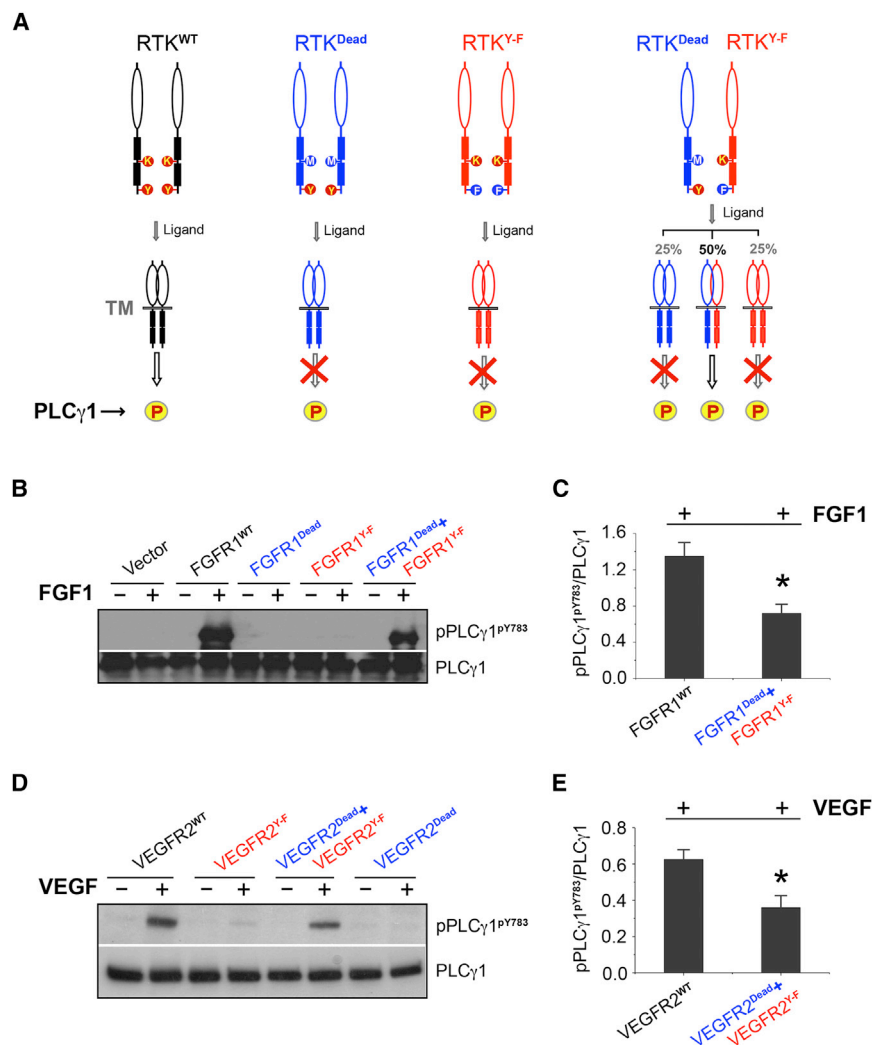 A
RTKWT RTKDead RTKY-F RTKDead RTKY-F
K K M M K K M K
Y Y Y Y F F Y F
Ligand Ligand Ligand Ligand
25% 50% 25%
TM
PLCγ1 → P P P P P P
B
Vector FGFR1WT FGFR1Dead FGFR1Y-F FGFR1Dead+ FGFR1Y-F
FGF1 − + − + − + − + − +
pPLCγ1pY783
PLCγ1
C
+ + FGF1
pPLCγ1pY783/PLCγ1
1.6
1.2
0.8
0.4
0.0
*
FGFR1WT FGFR1Dead+ FGFR1Y-F
D
VEGFR2WT VEGFR2Y-F VEGFR2Dead+ VEGFR2Y-F VEGFR2Dead
VEGF − + − + − + − +
pPLCγ1pY783
PLCγ1
E
+ + VEGF
pPLCγ1pY783/PLCγ1
0.8
0.6
0.4
0.2
0.0
*
VEGFR2WT VEGFR2Dead+ VEGFR2Y-F